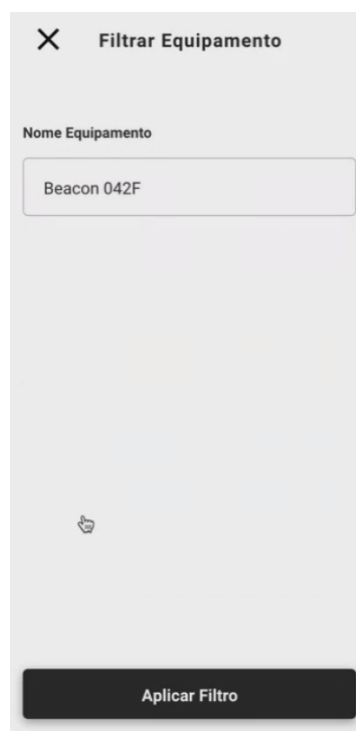 Filtrar Equipamento
Nome Equipamento
Beacon 042F
Aplicar Filtro